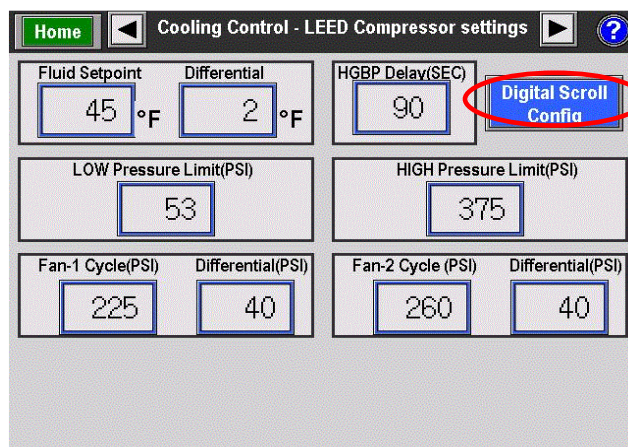 Home
Cooling Control - LEED Compressor settings
?
Fluid Setpoint Differential
45 °F 2 °F
HGBP Delay(SEC)
90
Digital Scroll
Config
LOW Pressure Limit(PSI)
53
HIGH Pressure Limit(PSI)
375
Fan-1 Cycle(PSI) Differential(PSI)
225 40
Fan-2 Cycle (PSI) Differential(PSI)
260 40